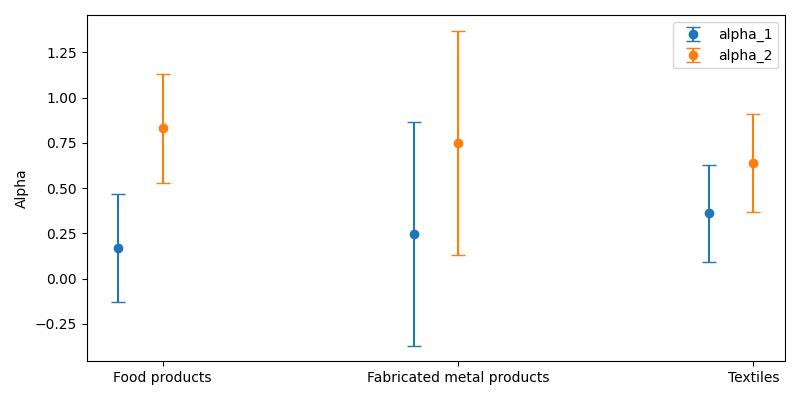 alpha_1
alpha_2
Alpha
1.25
1.00
0.75
0.50
0.25
0.00
−0.25
Food products
Fabricated metal products
Textiles